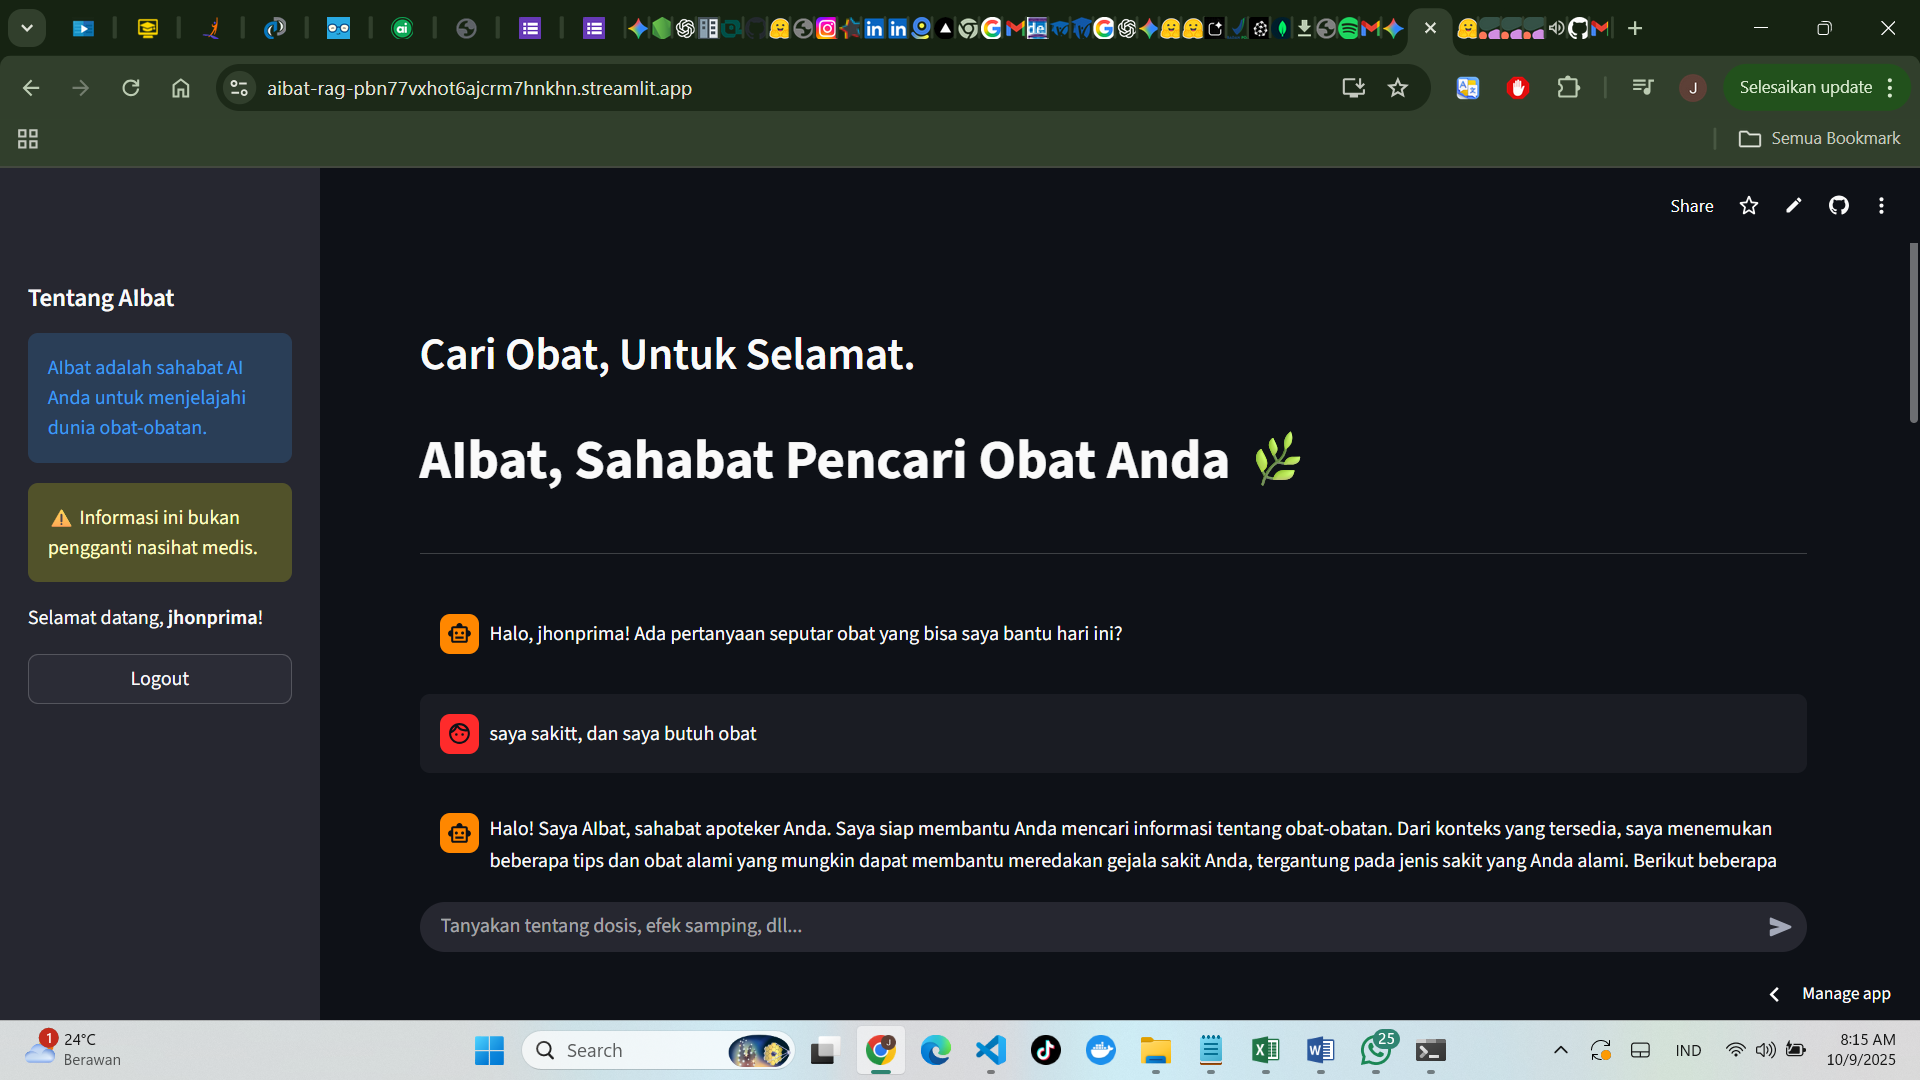 aibat-rag-pbn77vxhot6ajcrm7hnkhn.streamlit.app
J
Selesaikan update
Semua Bookmark
Share
Tentang AIbat
AIbat adalah sahabat AI
Anda untuk menjelajahi
dunia obat-obatan.
⚠️ Informasi ini bukan
pengganti nasihat medis.
Selamat datang, jhonprima!
Logout
Cari Obat, Untuk Selamat.
AIbat, Sahabat Pencari Obat Anda 🌿
Halo, jhonprima! Ada pertanyaan seputar obat yang bisa saya bantu hari ini?
saya sakitt, dan saya butuh obat
Halo! Saya AIbat, sahabat apoteker Anda. Saya siap membantu Anda mencari informasi tentang obat-obatan. Dari konteks yang tersedia, saya menemukan
beberapa tips dan obat alami yang mungkin dapat membantu meredakan gejala sakit Anda, tergantung pada jenis sakit yang Anda alami. Berikut beberapa
Tanyakan tentang dosis, efek samping, dll...
Manage app
1
24°C
Berawan
Search
25
IND
8:15 AM
10/9/2025